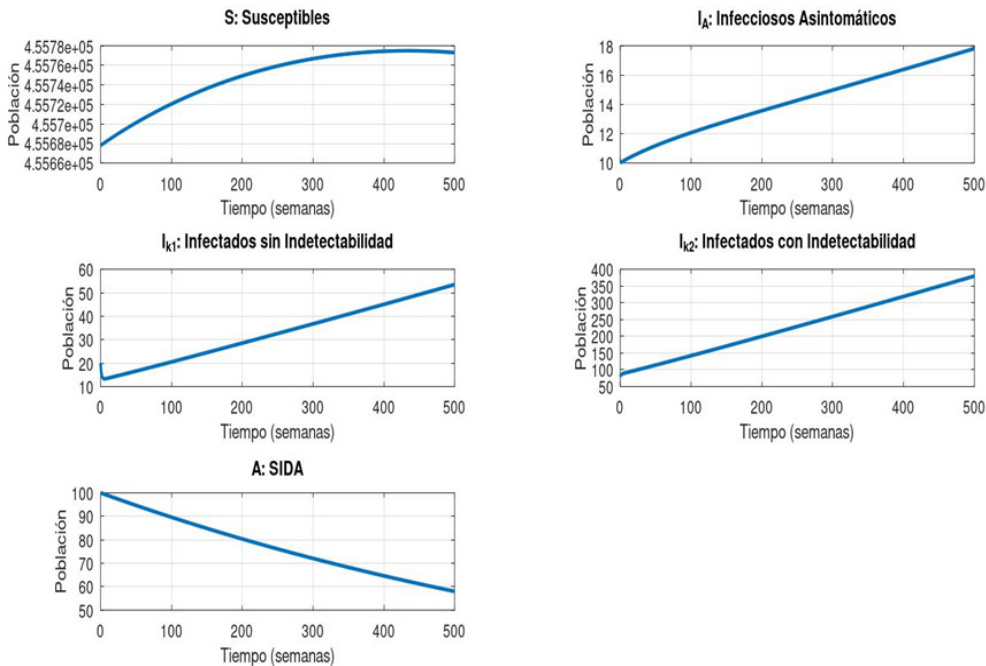 S: Susceptibles
4.5578e+05
4.5576e+05
4.5574e+05
4.5572e+05
4.557e+05
4.5568e+05
4.5566e+05
Población
0 100 200 300 400 500
Tiempo (semanas)
I_A: Infecciosos Asintomáticos
18
16
14
12
10
Población
0 100 200 300 400 500
Tiempo (semanas)
I_k1: Infectados sin Indetectabilidad
60
50
40
30
20
10
Población
0 100 200 300 400 500
Tiempo (semanas)
I_k2: Infectados con Indetectabilidad
400
350
300
250
200
150
100
50
Población
0 100 200 300 400 500
Tiempo (semanas)
A: SIDA
100
90
80
70
60
50
Población
0 100 200 300 400 500
Tiempo (semanas)